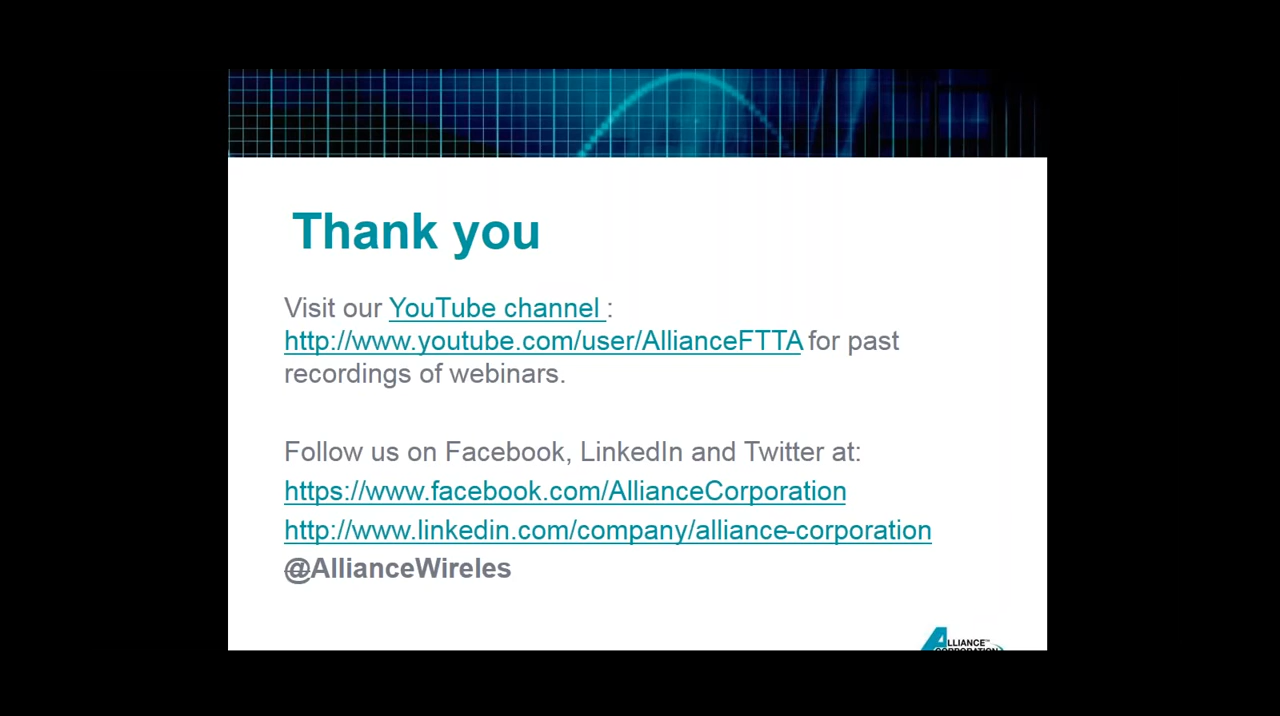 Thank you
Visit our YouTube channel :
http://www.youtube.com/user/AllianceFTTA for past
recordings of webinars.
Follow us on Facebook, LinkedIn and Twitter at:
https://www.facebook.com/AllianceCorporation
http://www.linkedin.com/company/alliance-corporation
@AllianceWireles
ALLIANCE™
CORPORATION